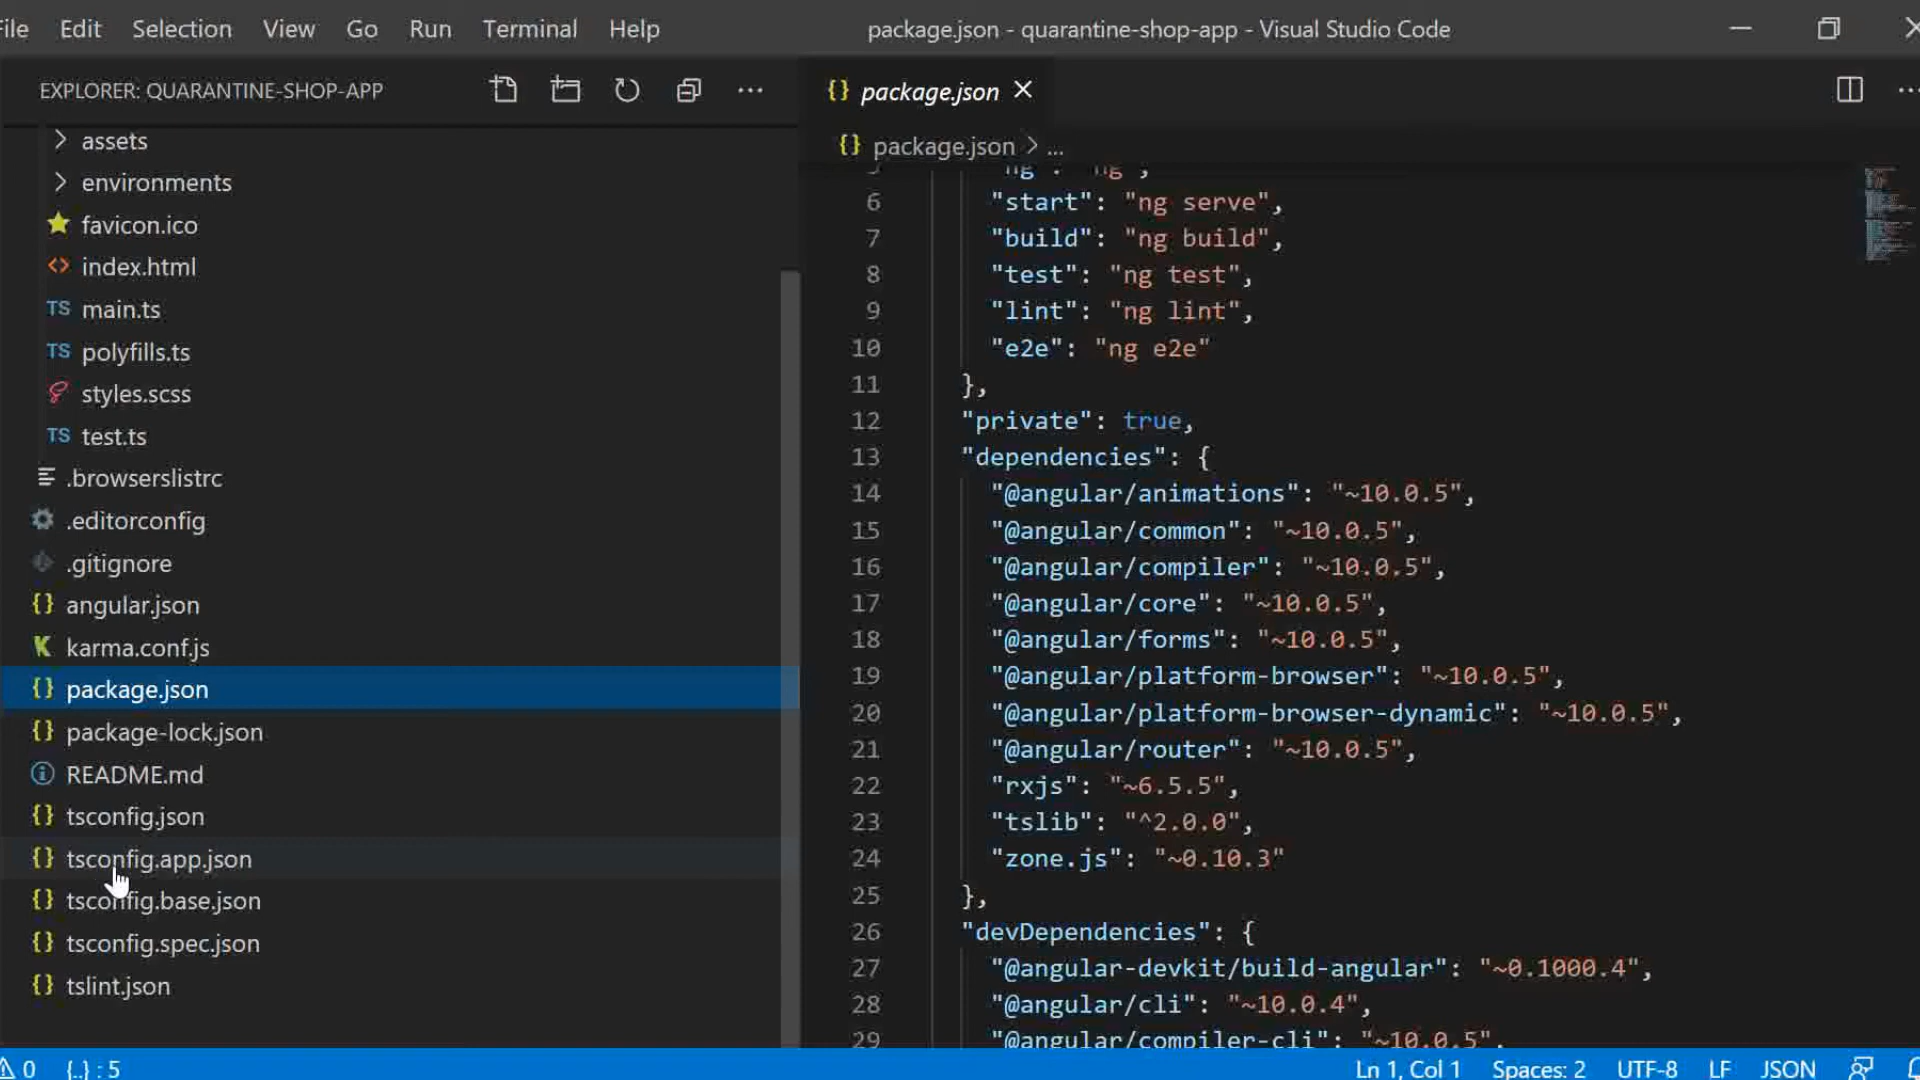 File Edit Selection View Go Run Terminal Help
package.json - quarantine-shop-app - Visual Studio Code
EXPLORER: QUARANTINE-SHOP-APP
assets
environments
favicon.ico
index.html
TS main.ts
TS polyfills.ts
styles.scss
TS test.ts
.browserslistrc
.editorconfig
.gitignore
{} angular.json
K karma.conf.js
{} package.json
{} package-lock.json
README.md
{} tsconfig.json
{} tsconfig.app.json
{} tsconfig.base.json
{} tsconfig.spec.json
{} tslint.json
{} package.json
{} package.json > ...
5 "ng": "ng",
6 "start": "ng serve",
7 "build": "ng build",
8 "test": "ng test",
9 "lint": "ng lint",
10 "e2e": "ng e2e"
11 },
12 "private": true,
13 "dependencies": {
14 "@angular/animations": "~10.0.5",
15 "@angular/common": "~10.0.5",
16 "@angular/compiler": "~10.0.5",
17 "@angular/core": "~10.0.5",
18 "@angular/forms": "~10.0.5",
19 "@angular/platform-browser": "~10.0.5",
20 "@angular/platform-browser-dynamic": "~10.0.5",
21 "@angular/router": "~10.0.5",
22 "rxjs": "~6.5.5",
23 "tslib": "^2.0.0",
24 "zone.js": "~0.10.3"
25 },
26 "devDependencies": {
27 "@angular-devkit/build-angular": "~0.1000.4",
28 "@angular/cli": "~10.0.4",
29 "@angular/compiler-cli": "~10.0.5",
0 {..} : 5
Ln 1, Col 1 Spaces: 2 UTF-8 LF JSON